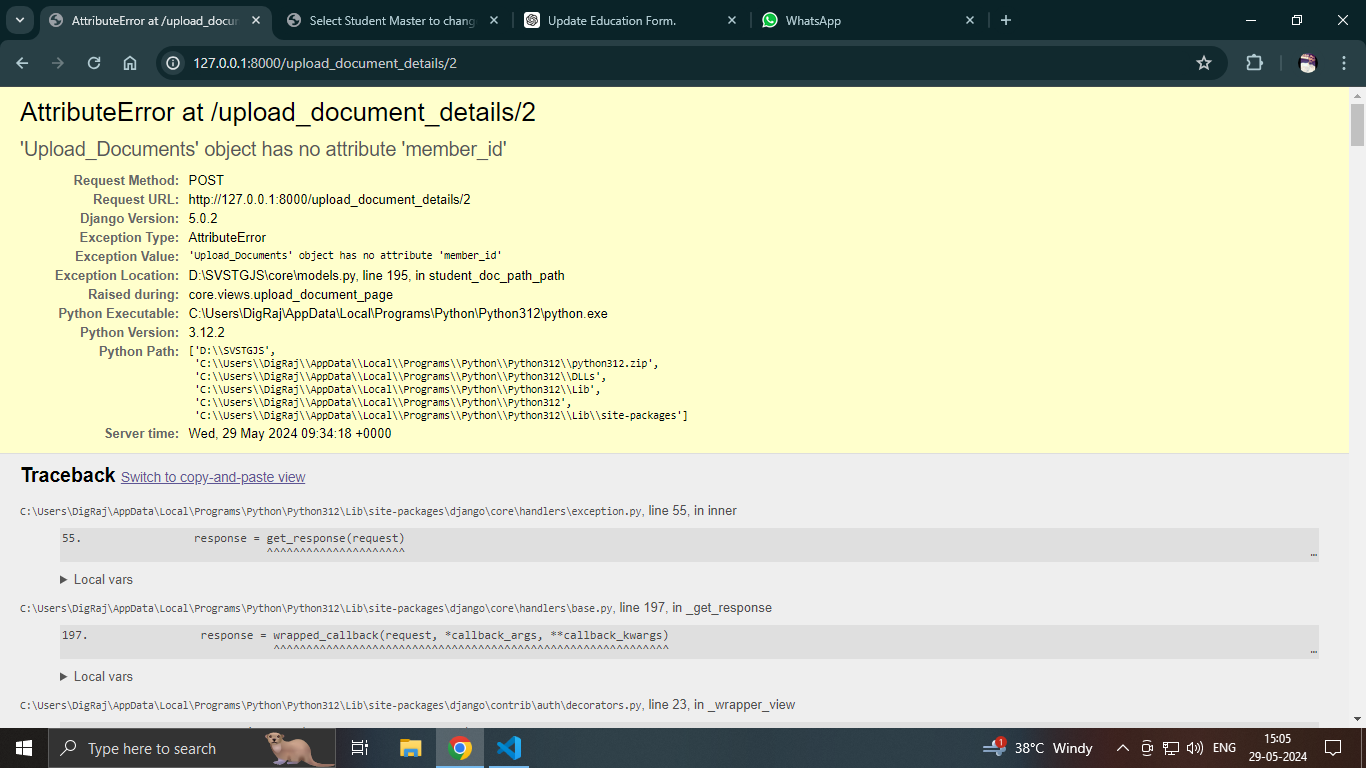 AttributeError at /upload_docur
Select Student Master to chang
Update Education Form.
WhatsApp
127.0.0.1:8000/upload_document_details/2
AttributeError at /upload_document_details/2
'Upload_Documents' object has no attribute 'member_id'
Request Method: POST
Request URL: http://127.0.0.1:8000/upload_document_details/2
Django Version: 5.0.2
Exception Type: AttributeError
Exception Value: 'Upload_Documents' object has no attribute 'member_id'
Exception Location: D:\SVSTGJS\core\models.py, line 195, in student_doc_path_path
Raised during: core.views.upload_document_page
Python Executable: C:\Users\DigRaj\AppData\Local\Programs\Python\Python312\python.exe
Python Version: 3.12.2
Python Path: ['D:\\SVSTGJS',
'C:\\Users\\DigRaj\\AppData\\Local\\Programs\\Python\\Python312\\python312.zip',
'C:\\Users\\DigRaj\\AppData\\Local\\Programs\\Python\\Python312\\DLLs',
'C:\\Users\\DigRaj\\AppData\\Local\\Programs\\Python\\Python312\\Lib',
'C:\\Users\\DigRaj\\AppData\\Local\\Programs\\Python\\Python312',
'C:\\Users\\DigRaj\\AppData\\Local\\Programs\\Python\\Python312\\Lib\\site-packages']
Server time: Wed, 29 May 2024 09:34:18 +0000
Traceback Switch to copy-and-paste view
C:\Users\DigRaj\AppData\Local\Programs\Python\Python312\Lib\site-packages\django\core\handlers\exception.py, line 55, in inner
55. response = get_response(request)
^^^^^^^^^^^^^^^^^^^^^
…
Local vars
C:\Users\DigRaj\AppData\Local\Programs\Python\Python312\Lib\site-packages\django\core\handlers\base.py, line 197, in _get_response
197. response = wrapped_callback(request, *callback_args, **callback_kwargs)
^^^^^^^^^^^^^^^^^^^^^^^^^^^^^^^^^^^^^^^^^^^^^^^^^^^^^^^^^^^^
…
Local vars
C:\Users\DigRaj\AppData\Local\Programs\Python\Python312\Lib\site-packages\django\contrib\auth\decorators.py, line 23, in _wrapper_view
Type here to search
1
38°C Windy
ENG
15:05
29-05-2024